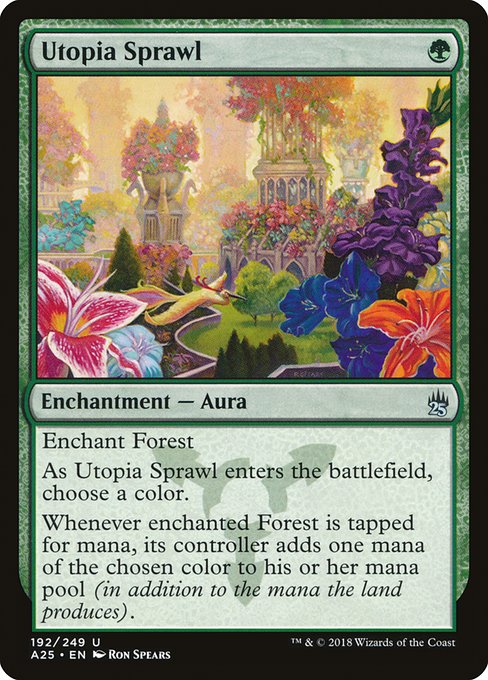 Utopia Sprawl
Enchantment — Aura
25
Enchant Forest
As Utopia Sprawl enters the battlefield,
choose a color.
Whenever enchanted Forest is tapped
for mana, its controller adds one mana
of the chosen color to his or her mana
pool (in addition to the mana the land
produces).
192/249 U
™ & © 2018 Wizards of the Coast
A25 • EN Ron Spears